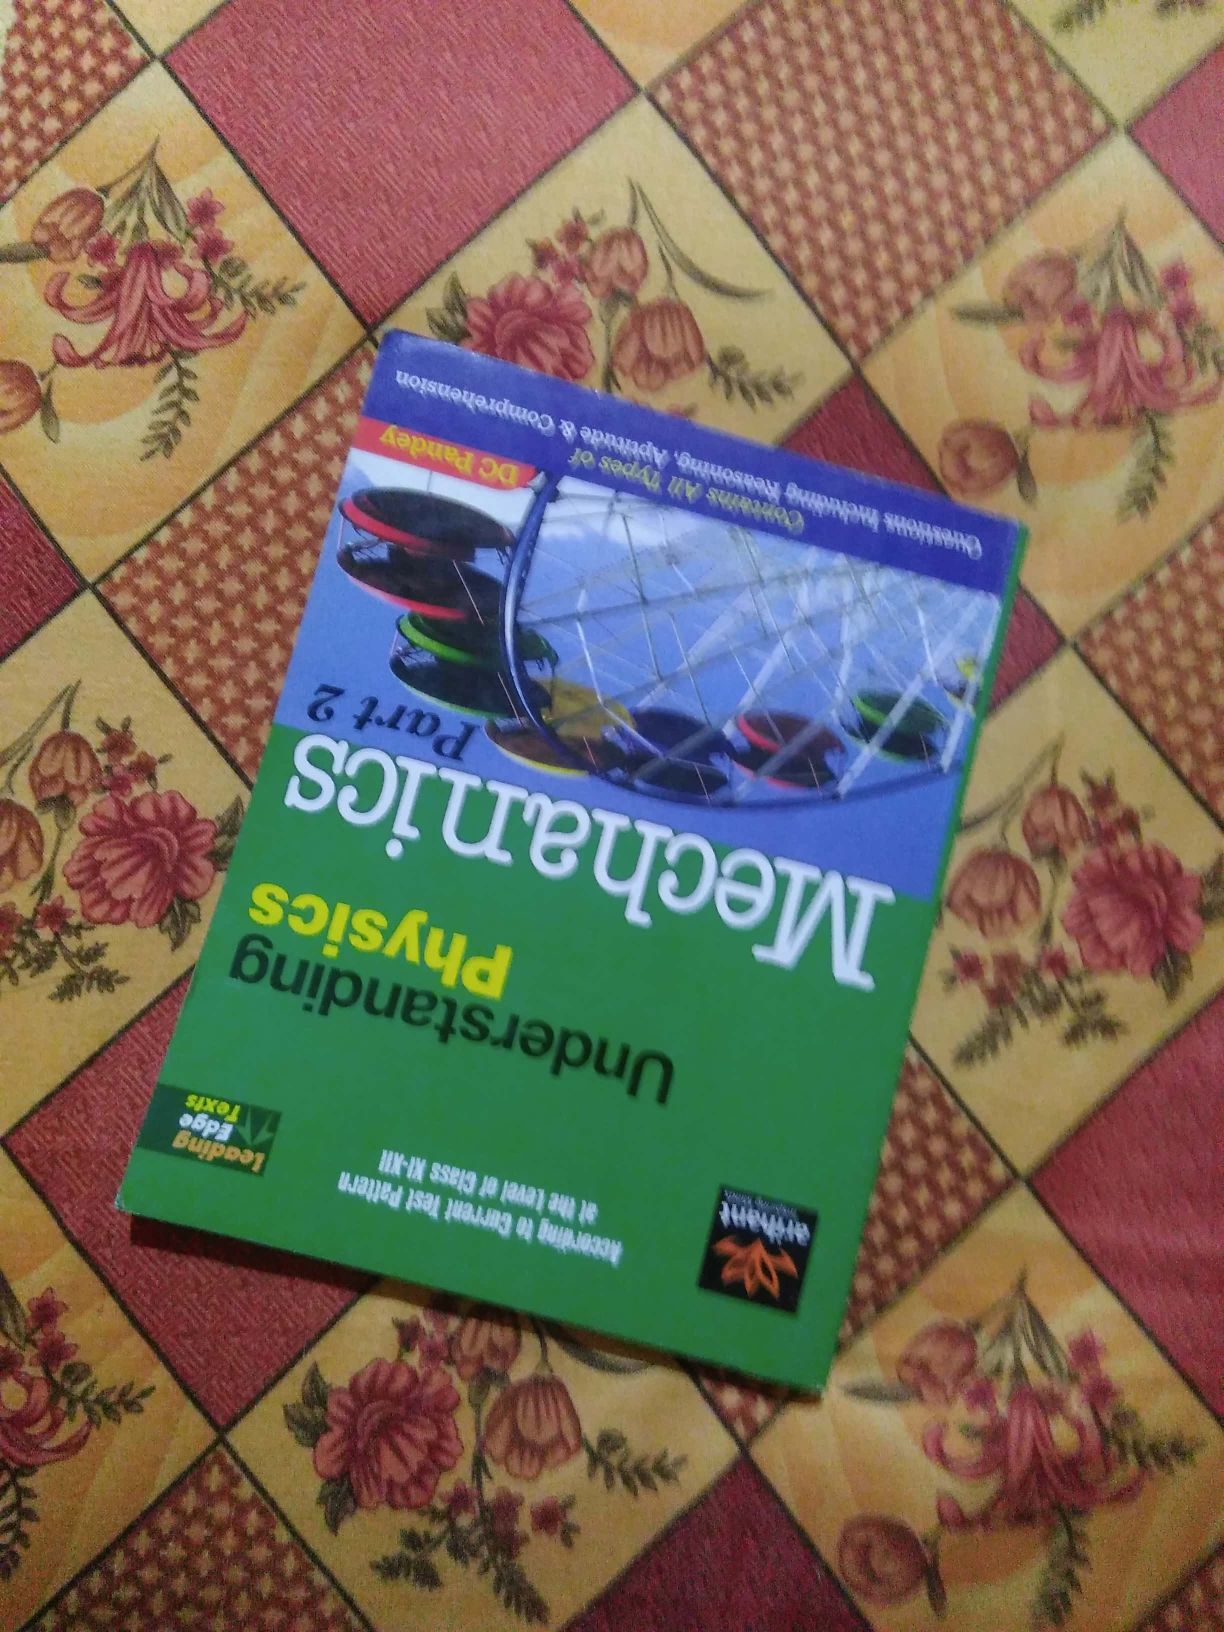 According to Current Test Pattern
at the Level of Class XI-XII
arihant
Leading
Edge
Texts
Understanding
Physics
Mechanics
Part 2
DC Pandey
Contains All Types of
Questions Including Reasoning, Aptitude & Comprehension